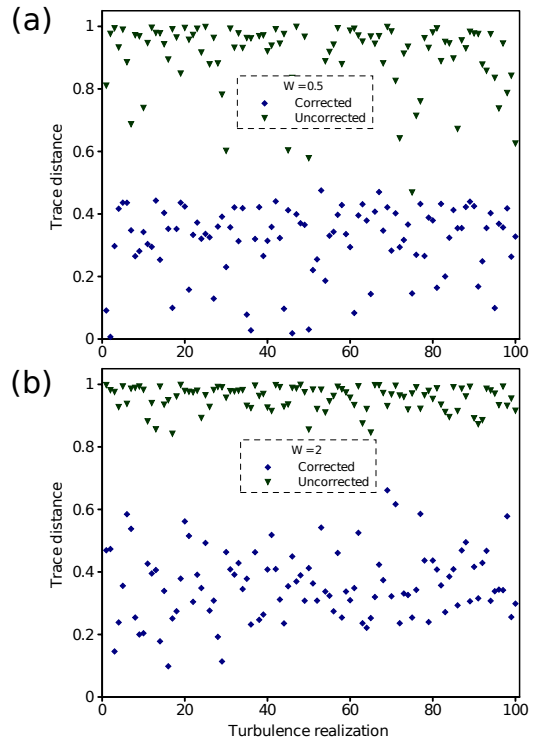 (a)
1
0.8
0.6
0.4
0.2
0
Trace distance
W =0.5
Corrected
Uncorrected
0 20 40 60 80 100
(b)
1
0.8
0.6
0.4
0.2
0
Trace distance
W =2
Corrected
Uncorrected
0 20 40 60 80 100
Turbulence realization